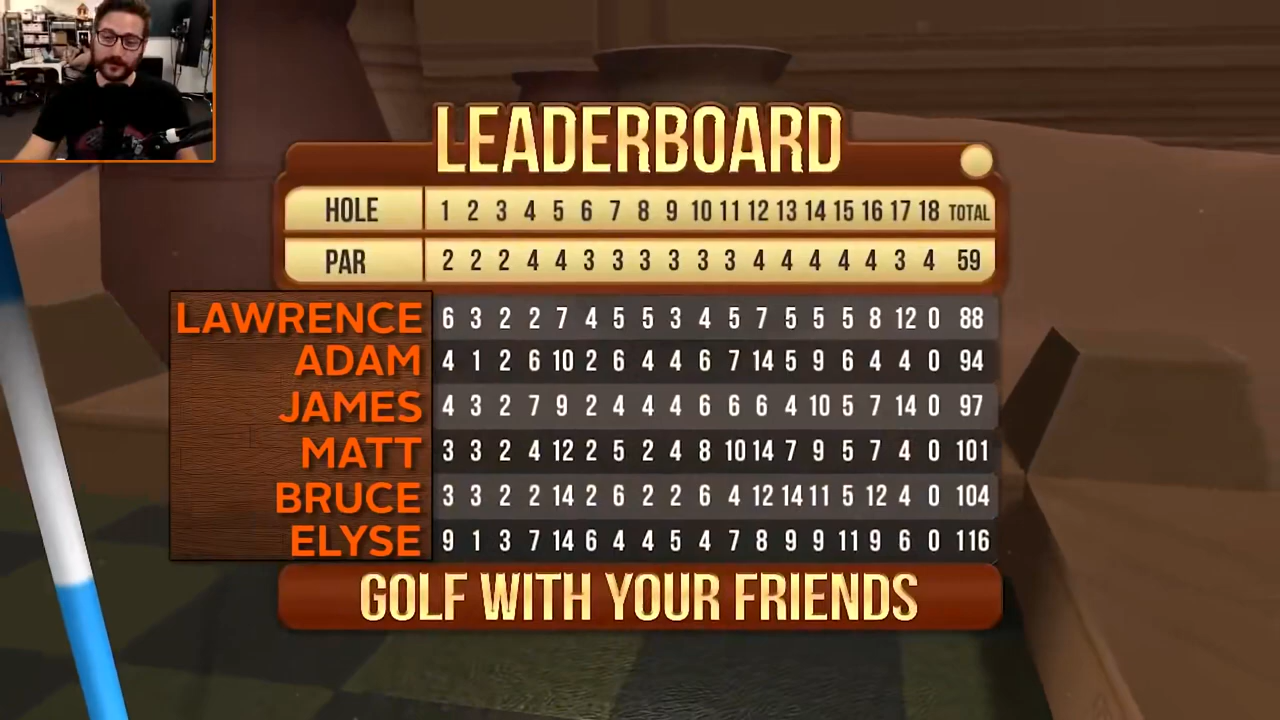 LEADERBOARD
HOLE 1 2 3 4 5 6 7 8 9 10 11 12 13 14 15 16 17 18 TOTAL
PAR 2 2 2 4 4 3 3 3 3 3 3 4 4 4 4 4 3 4 59
LAWRENCE 6 3 2 2 7 4 5 5 3 4 5 7 5 5 5 8 12 0 88
ADAM 4 1 2 6 10 2 6 4 4 6 7 14 5 9 6 4 4 0 94
JAMES 4 3 2 7 9 2 4 4 4 6 6 6 4 10 5 7 14 0 97
MATT 3 3 2 4 12 2 5 2 4 8 10 14 7 9 5 7 4 0 101
BRUCE 3 3 2 2 14 2 6 2 2 6 4 12 14 11 5 12 4 0 104
ELYSE 9 1 3 7 14 6 4 4 5 4 7 8 9 9 11 9 6 0 116
GOLF WITH YOUR FRIENDS